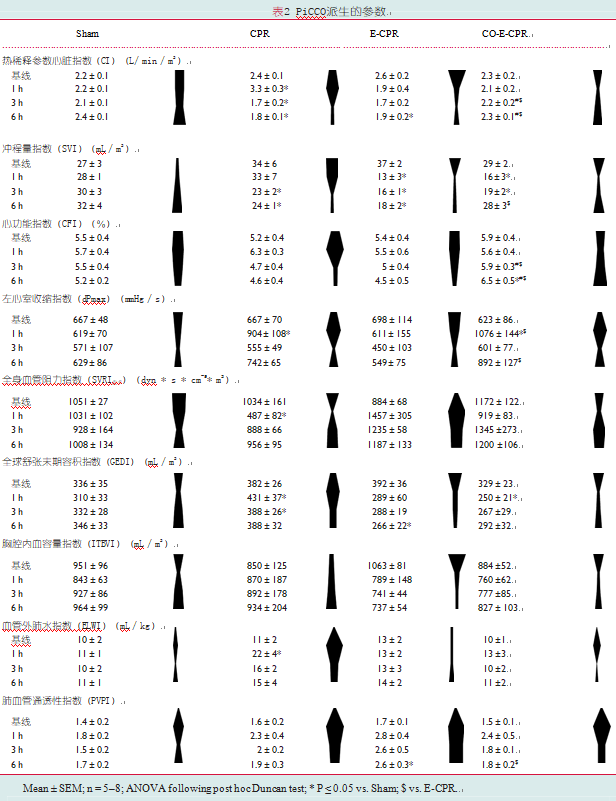 表2 PiCCO派生的参数
Sham CPR E-CPR CO-E-CPR
热稀释参数心脏指数 (CI) (L/ min / m²)
基线 2.2 ± 0.1 2.4 ± 0.1 2.6 ± 0.2 2.3 ± 0.2
1 h 2.2 ± 0.1 3.3 ± 0.3* 1.9 ± 0.4 2.1 ± 0.2
3 h 2.1 ± 0.1 1.7 ± 0.2* 1.7 ± 0.2 2.2 ± 0.2#$
6 h 2.4 ± 0.1 1.8 ± 0.1* 1.9 ± 0.2* 2.3 ± 0.1#$
冲程量指数 (SVI) (mL / m²)
基线 27 ± 3 34 ± 6 37 ± 2 29 ± 2
1 h 28 ± 1 33 ± 7 13 ± 3* 16 ± 3*
3 h 30 ± 3 23 ± 2* 16 ± 1* 19 ± 2*
6 h 32 ± 4 24 ± 1* 18 ± 2* 28 ± 3$
心功能指数 (CFI) (%)
基线 5.5 ± 0.4 5.2 ± 0.4 5.4 ± 0.4 5.9 ± 0.4
1 h 5.7 ± 0.4 6.3 ± 0.3 5.5 ± 0.6 5.6 ± 0.4
3 h 5.5 ± 0.4 4.7 ± 0.4 5 ± 0.4 5.9 ± 0.3#$
6 h 5.2 ± 0.2 4.6 ± 0.4 4.5 ± 0.5 6.5 ± 0.5*#$
左心室收缩指数 (dPmax) (mmHg / s)
基线 667 ± 48 667 ± 70 698 ± 114 623 ± 86
1 h 619 ± 70 904 ± 108* 611 ± 155 1076 ± 144*$
3 h 571 ± 107 555 ± 49 450 ± 103 601 ± 77
6 h 629 ± 86 742 ± 65 549 ± 75 892 ± 127$
全身血管阻力指数 (SVRI) (dyn * s * cm⁻⁵* m²)
基线 1051 ± 27 1034 ± 161 884 ± 68 1172 ± 122
1 h 1031 ± 102 487 ± 82* 1457 ± 305 919 ± 83
3 h 928 ± 164 888 ± 66 1235 ± 58 1345 ±273
6 h 1008 ± 134 956 ± 95 1187 ± 133 1200 ±106
全球舒张末期容积指数 (GEDI) (mL / m²)
基线 336 ± 35 382 ± 26 392 ± 36 329 ± 23
1 h 310 ± 33 431 ± 37* 289 ± 60 250 ± 21*
3 h 332 ± 28 388 ± 26* 288 ± 19 267 ±29
6 h 346 ± 33 388 ± 32 266 ± 22* 292 ±32
胸腔内血容量指数 (ITBVI) (mL / m²)
基线 951 ± 96 850 ± 125 1063 ± 81 884 ±52
1 h 843 ± 63 870 ± 187 789 ± 148 760 ±62
3 h 927 ± 86 892 ± 178 741 ± 44 777 ±85
6 h 964 ± 99 934 ± 204 737 ± 54 827 ± 103
血管外肺水指数 (ELWI) (mL / kg)
基线 10 ± 2 11 ± 2 13 ± 2 10 ±1
1 h 11 ± 1 22 ± 4* 13 ± 2 13 ±3
3 h 10 ± 2 16 ± 2 13 ± 3 10 ±2
6 h 11 ± 1 15 ± 4 14 ± 2 11 ±2
肺血管通透性指数 (PVPI)
基线 1.4 ± 0.2 1.6 ± 0.2 1.7 ± 0.1 1.5 ± 0.1
1 h 1.8 ± 0.2 2.3 ± 0.4 2.8 ± 0.4 2.4 ± 0.5
3 h 1.5 ± 0.2 2 ± 0.2 2.6 ± 0.5 1.8 ± 0.1
6 h 1.7 ± 0.2 1.9 ± 0.3 2.6 ± 0.3* 1.8 ± 0.2$
Mean ± SEM; n = 5–8; ANOVA following post hoc Duncan test; * P ≤ 0.05 vs. Sham; $ vs. E-CPR.